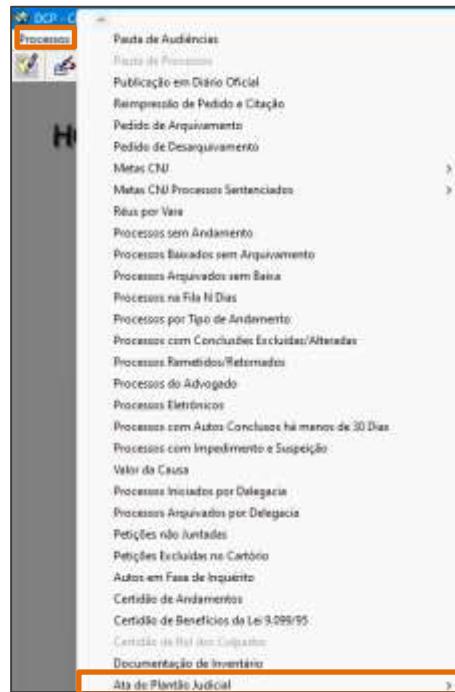 DCP - C
Processos
H
Pauta de Audiências
Pauta de Processos
Publicação em Diário Oficial
Reimpressão de Pedido e Citação
Pedido de Arquivamento
Pedido de Desarquivamento
Metas CNJ
Metas CNJ Processos Sentenciados
Réus por Vara
Processos sem Andamento
Processos Baixados sem Arquivamento
Processos Arquivados sem Baixa
Processos na Fila N Dias
Processos por Tipo de Andamento
Processos com Conclusões Excluídas/Alteradas
Processos Remetidos/Retornados
Processos do Advogado
Processos Eletrônicos
Processos com Autos Conclusos há menos de 30 Dias
Processos com Impedimento e Suspeição
Valor da Causa
Processos Iniciados por Delegacia
Processos Arquivados por Delegacia
Petições não Juntadas
Petições Excluídas no Cartório
Autos em Fase de Inquérito
Certidão de Andamentos
Certidão de Benefícios da Lei 9.099/95
Certidão de Rol dos Culpados
Documentação de Inventário
Ata de Plantão Judicial